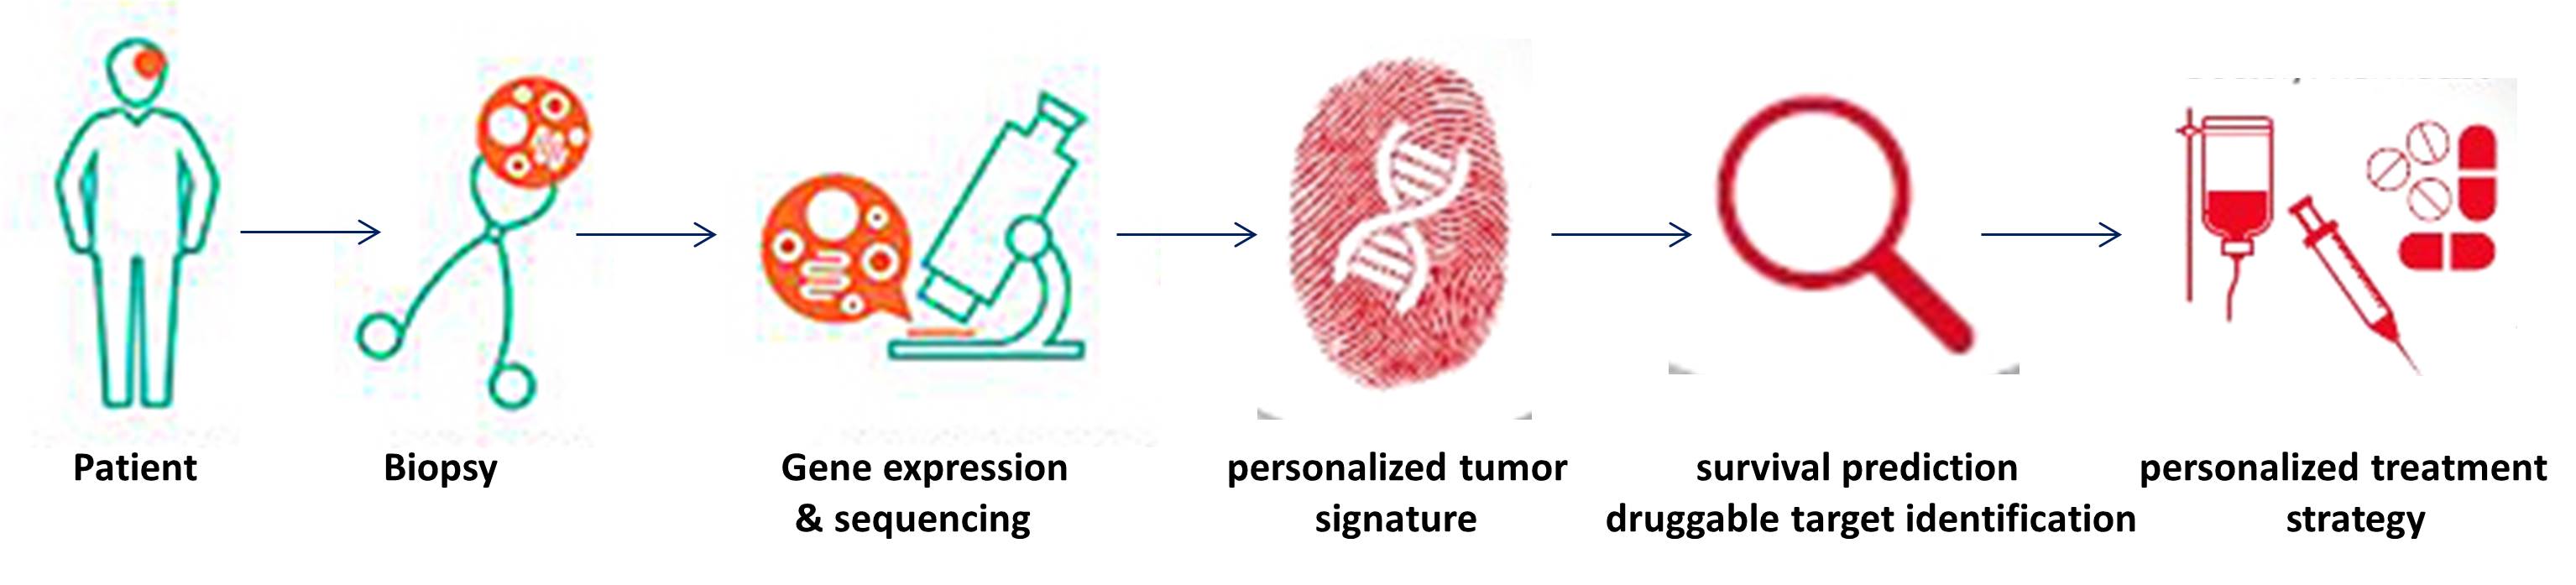 Patient
Biopsy
Gene expression
& sequencing
personalized tumor
signature
survival prediction
druggable target identification
personalized treatment
strategy